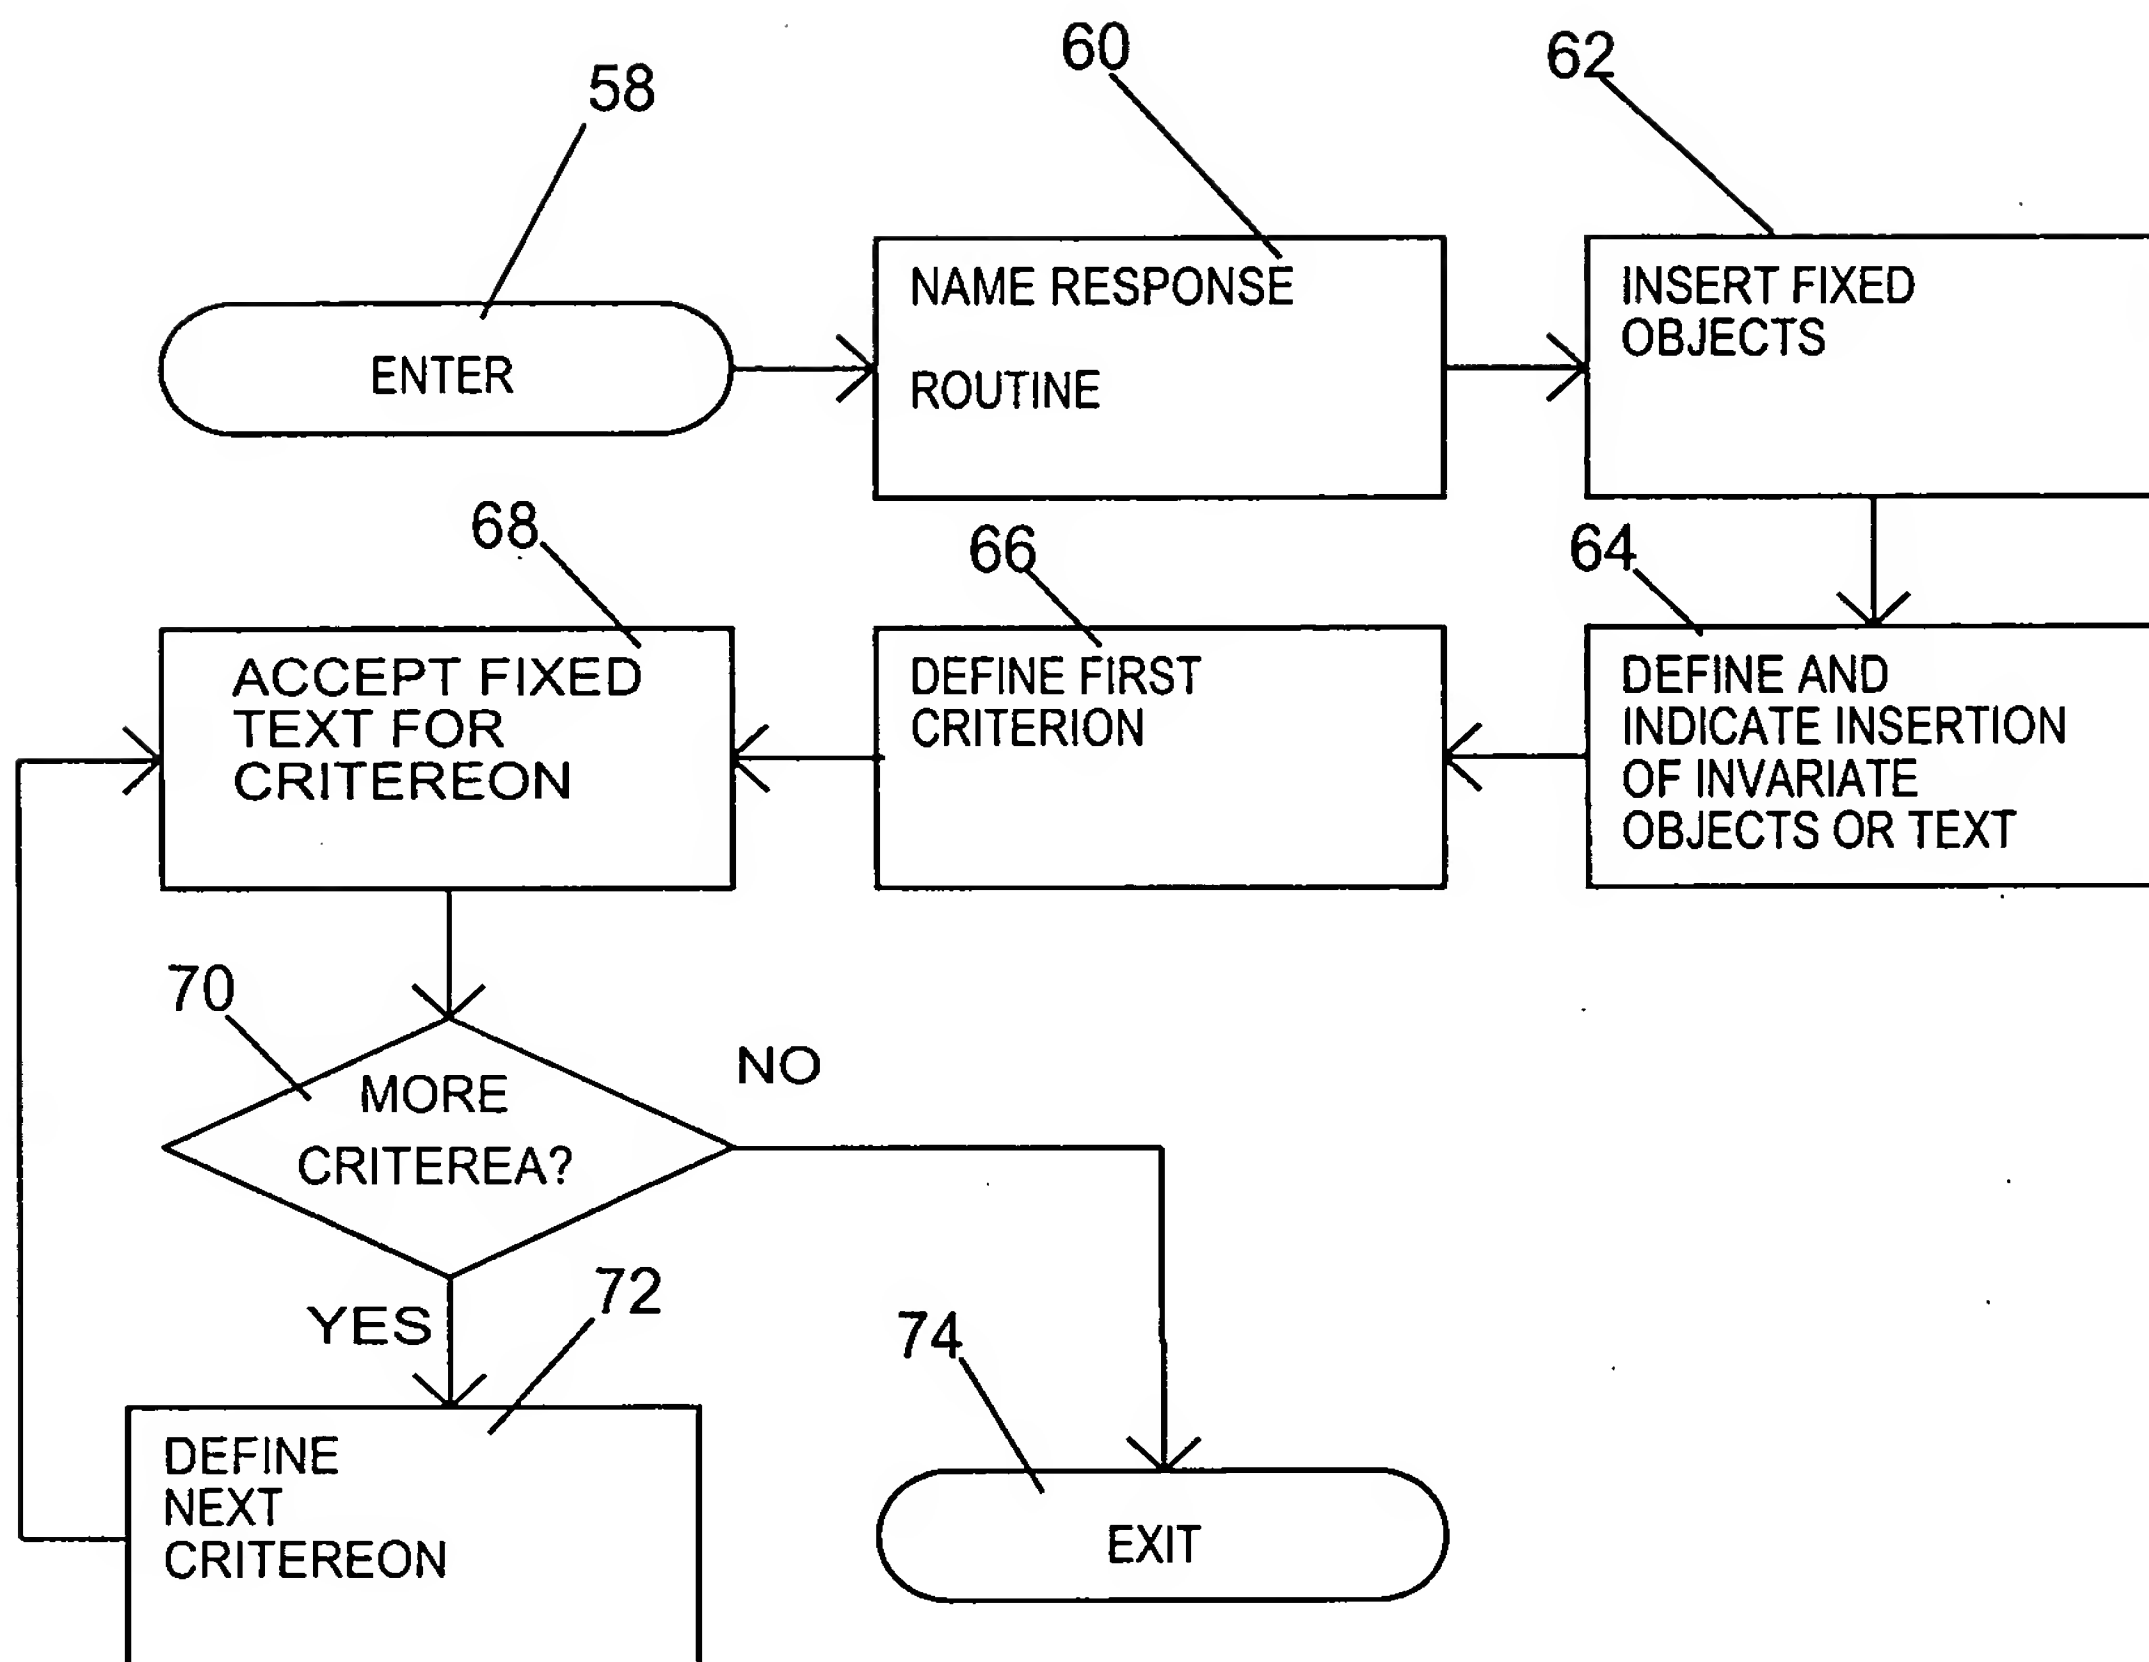 58
60
62
ENTER
NAME RESPONSE
ROUTINE
INSERT FIXED
OBJECTS
68
66
64
ACCEPT FIXED
TEXT FOR
CRITEREON
DEFINE FIRST
CRITERION
DEFINE AND
INDICATE INSERTION
OF INVARIATE
OBJECTS OR TEXT
70
MORE
CRITEREA?
NO
YES
72
74
DEFINE
NEXT
CRITEREON
EXIT